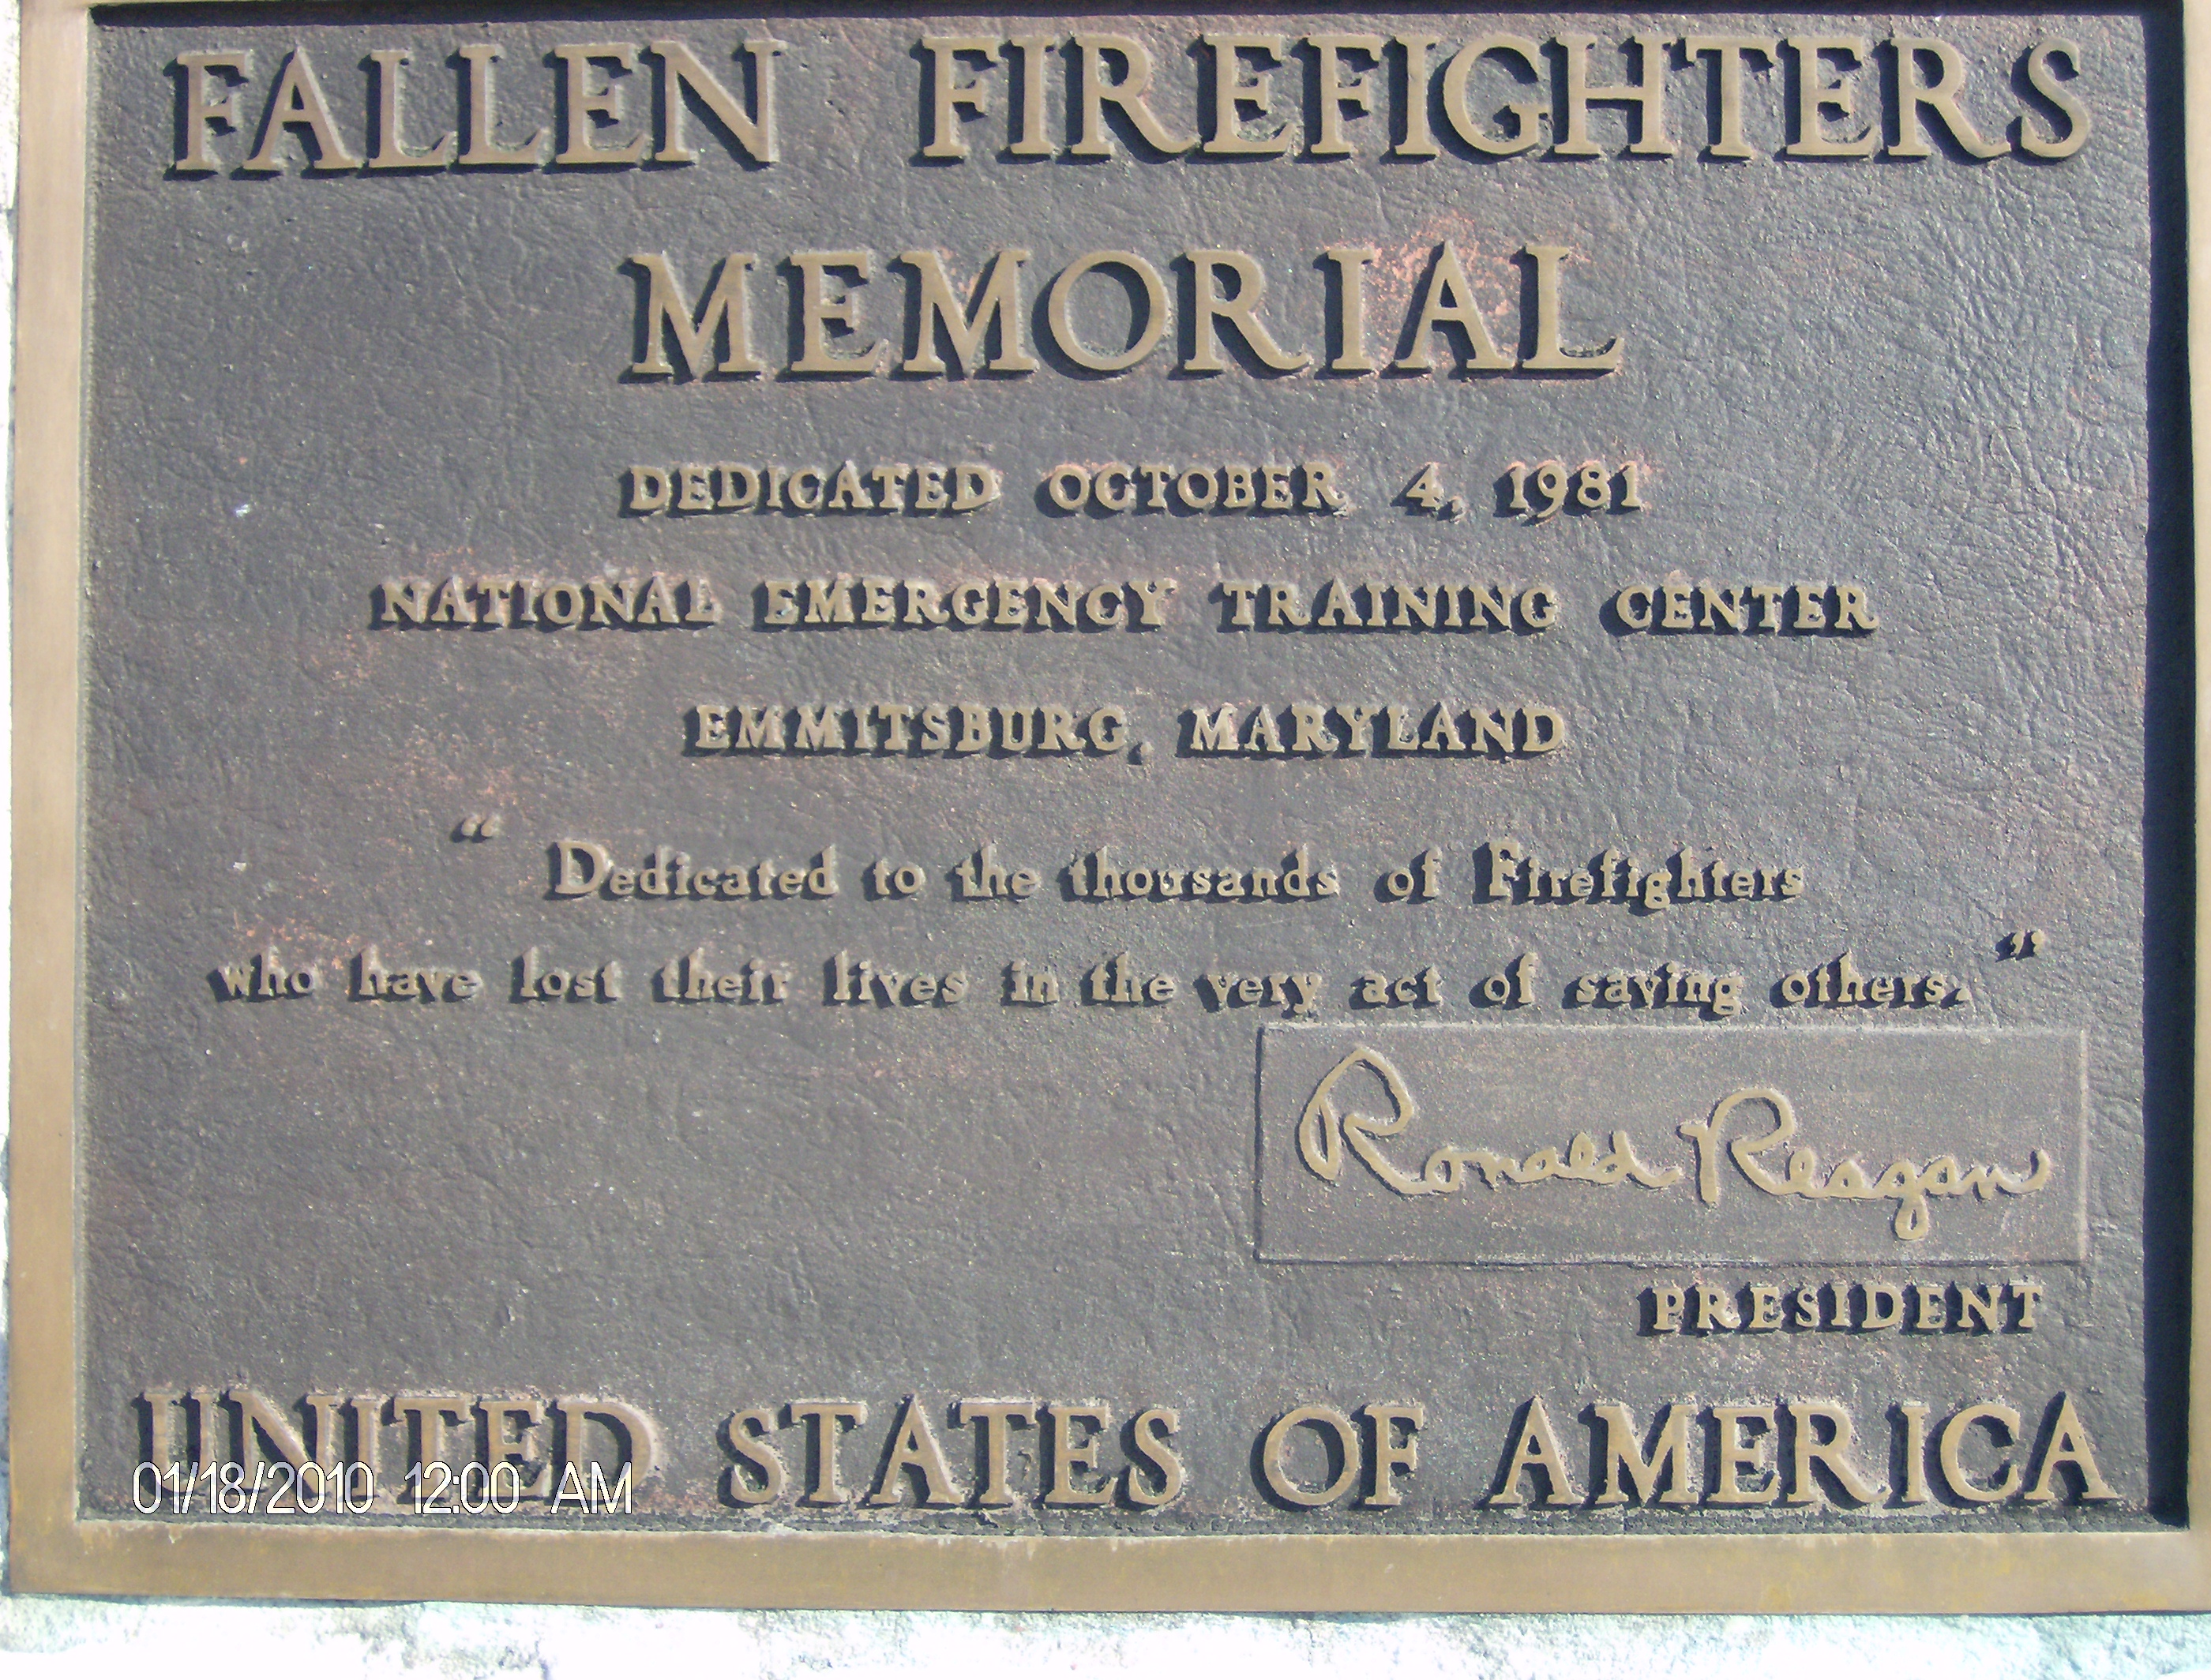 FALLEN FIREFIGHTERS
MEMORIAL
DEDICATED OCTOBER 4, 1981
NATIONAL EMERGENCY TRAINING CENTER
EMMITSBURG, MARYLAND
“ Dedicated to the thousands of Firefighters
who have lost their lives in the very act of saving others. ”
Ronald Reagan
PRESIDENT
UNITED STATES OF AMERICA
01/18/2010 12:00 AM